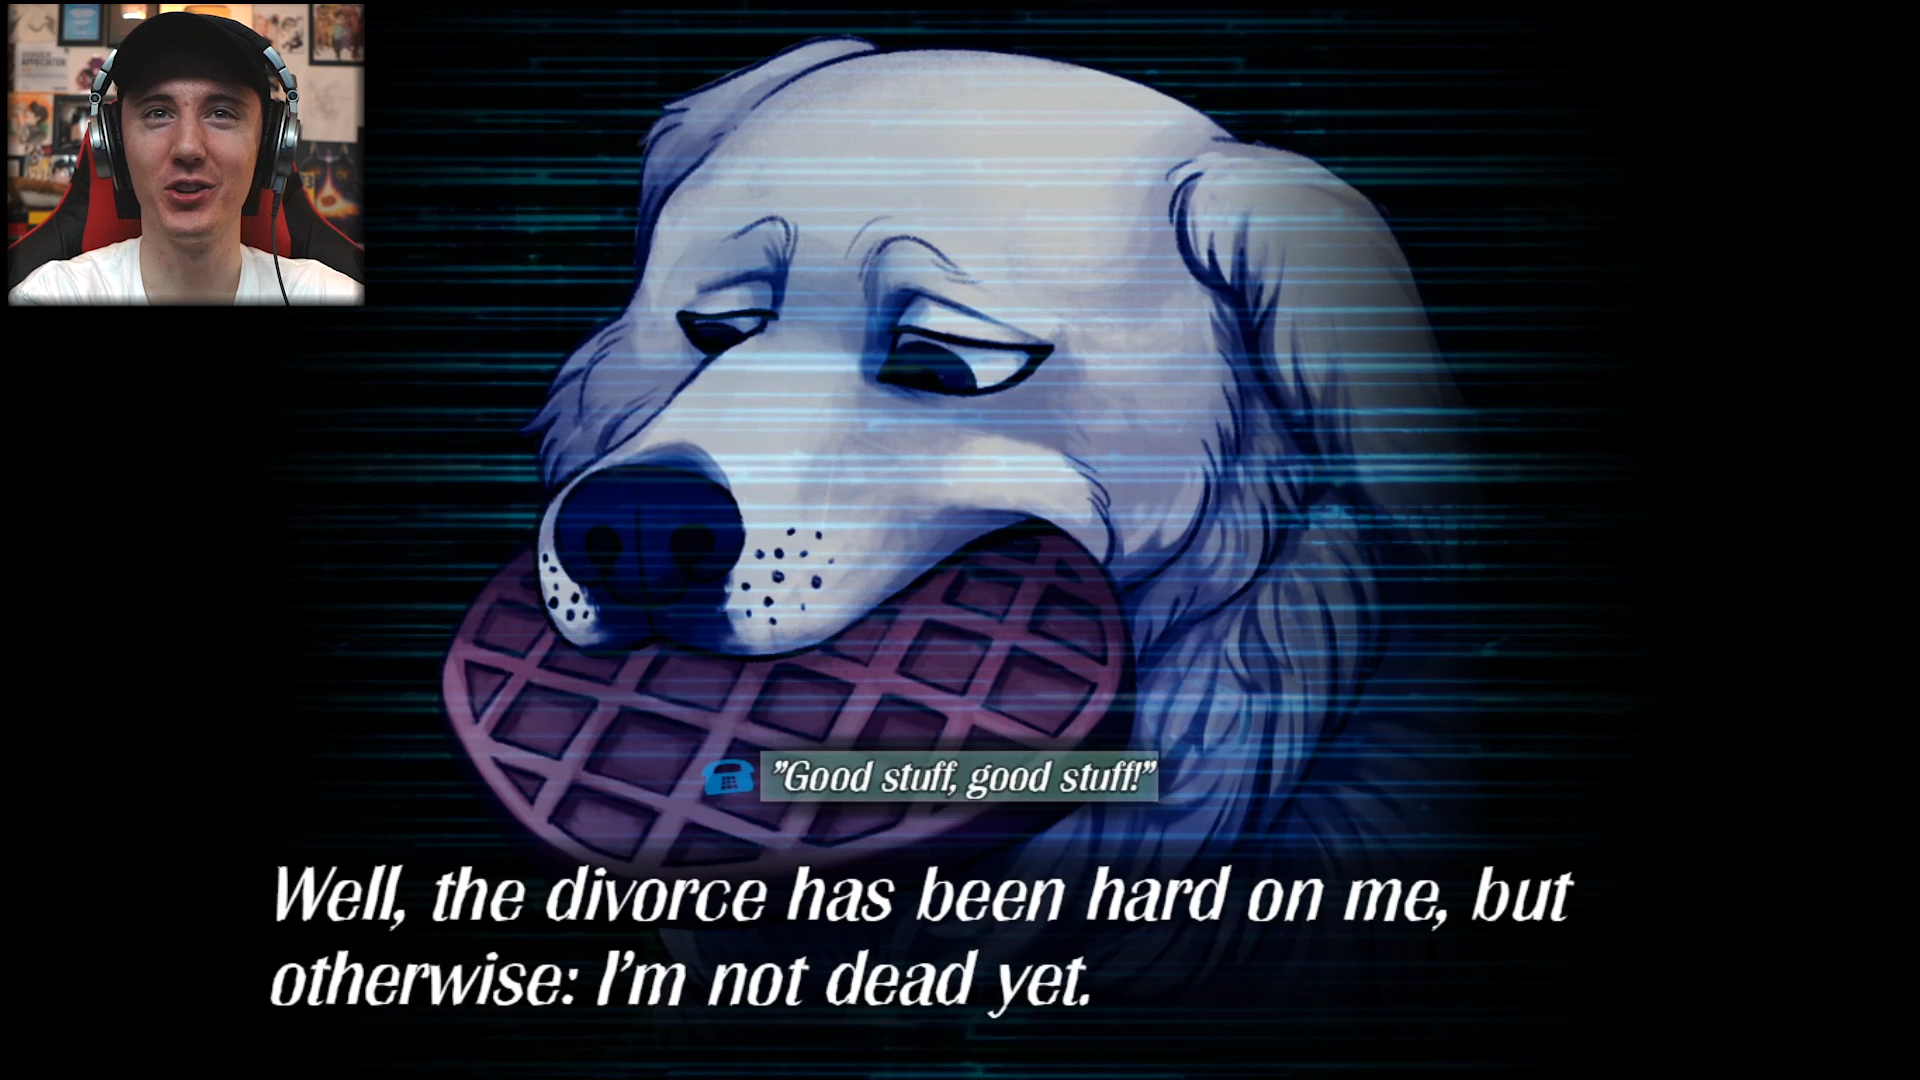 ”Good stuff, good stuff!”
Well, the divorce has been hard on me, but
otherwise: I’m not dead yet.